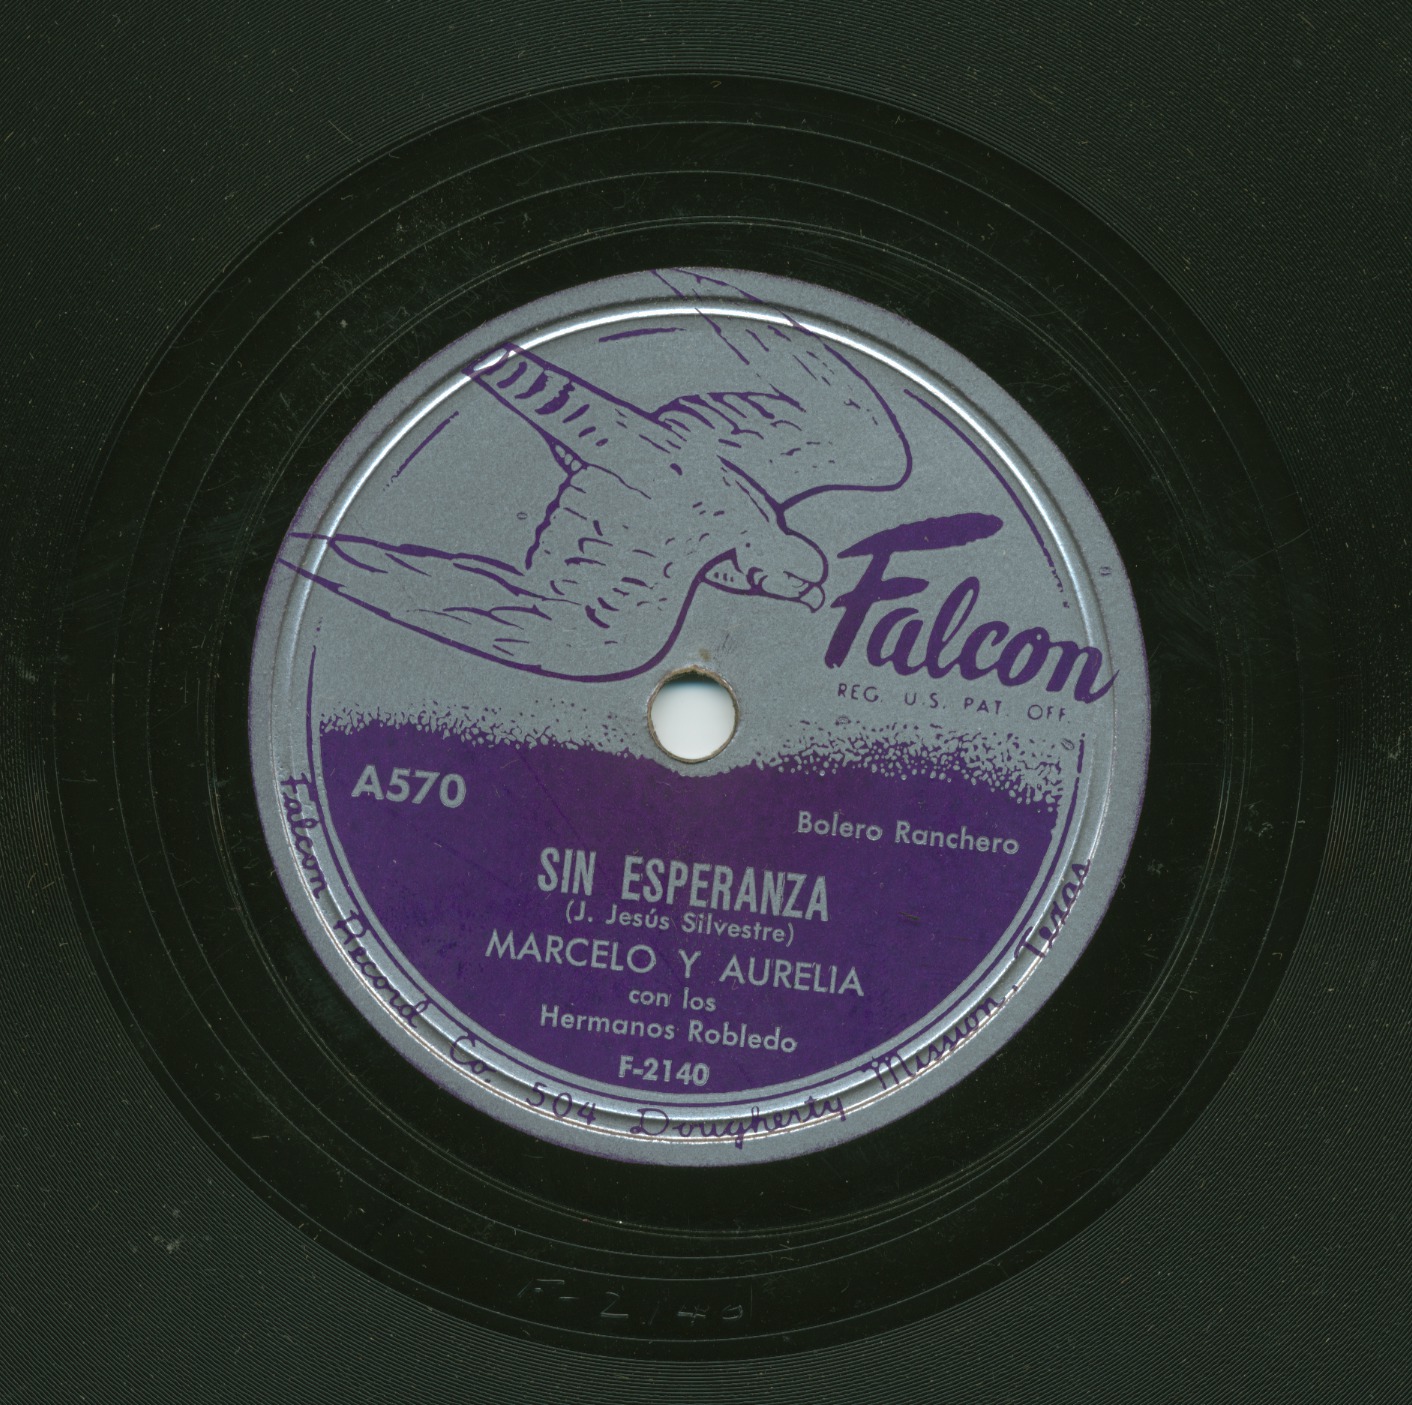 Falcon
REG. U.S. PAT. OFF.
A570
Bolero Ranchero
SIN ESPERANZA
(J. Jesús Silvestre)
MARCELO Y AURELIA
con los
Hermanos Robledo
F-2140
Falcon Record Co. 504 Dougherty Mission, Texas
F-2140